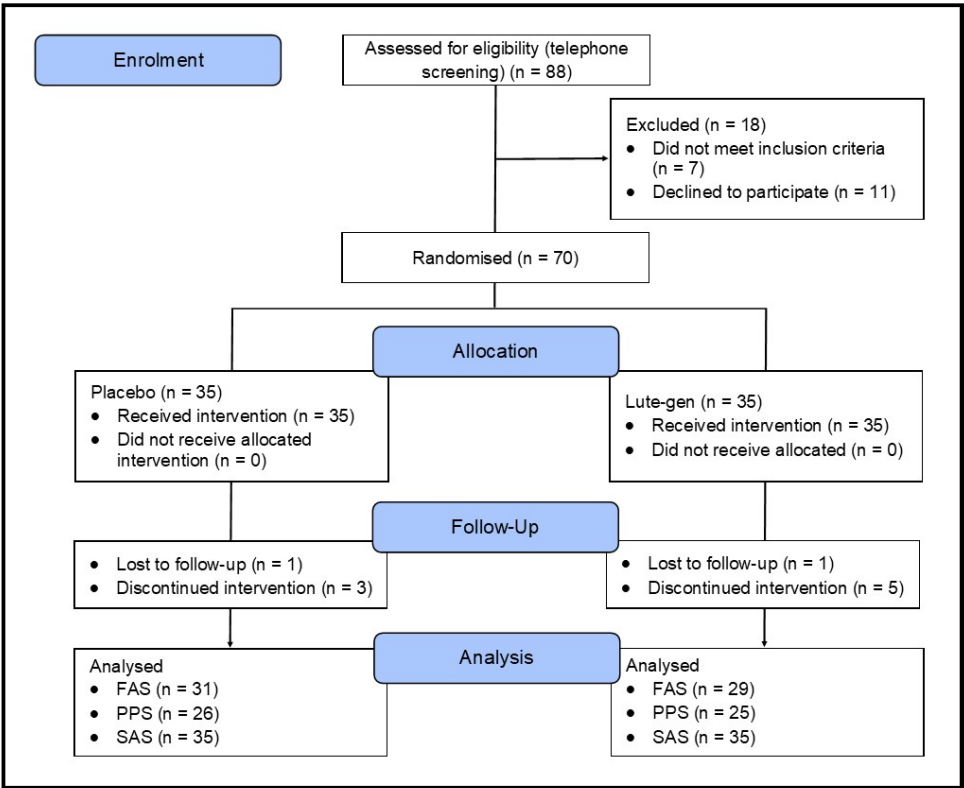 Enrolment
Assessed for eligibility (telephone
screening) (n = 88)
Excluded (n = 18)
● Did not meet inclusion criteria
(n = 7)
● Declined to participate (n = 11)
Randomised (n = 70)
Allocation
Placebo (n = 35)
● Received intervention (n = 35)
● Did not receive allocated
intervention (n = 0)
Lute-gen (n = 35)
● Received intervention (n = 35)
● Did not receive allocated (n = 0)
Follow-Up
● Lost to follow-up (n = 1)
● Discontinued intervention (n = 3)
● Lost to follow-up (n = 1)
● Discontinued intervention (n = 5)
Analysis
Analysed
● FAS (n = 31)
● PPS (n = 26)
● SAS (n = 35)
Analysed
● FAS (n = 29)
● PPS (n = 25)
● SAS (n = 35)